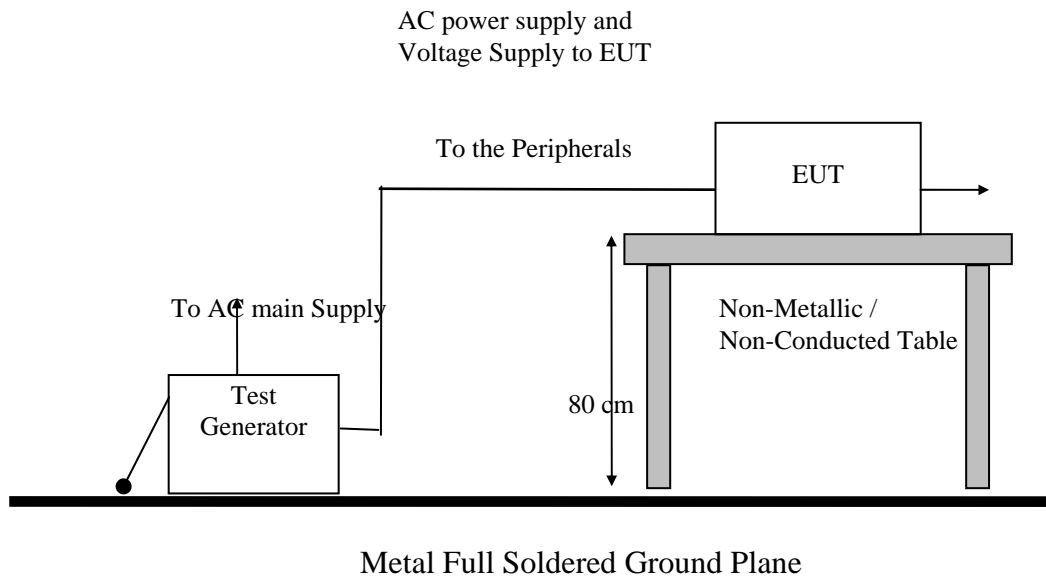 AC power supply and
Voltage Supply to EUT
To the Peripherals
EUT
To AC main Supply
Non-Metallic /
Non-Conducted Table
Test
Generator
80 cm
Metal Full Soldered Ground Plane